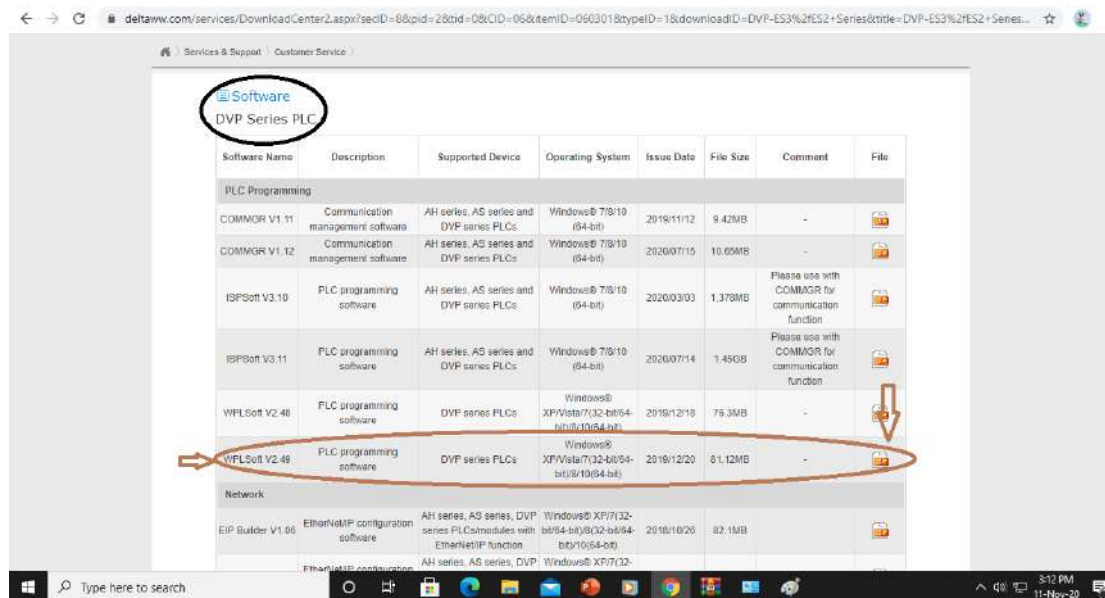 deltaww.com/services/DownloadCenter2.aspx?secID=8&pid=2&tid=0&CID=06&itemID=060301&typeID=1&downloadID=DVP-ES3%2fES2+Series&title=DVP-ES3%2fES2+Series...
Services & Support
Customer Service
Software
DVP Series PLC
Software Name Description Supported Device Operating System Issue Date File Size Comment File
PLC Programming
COMMGR V1.11
Communication
management software
AH series, AS series and
DVP series PLCs
Windows® 7/8/10
(64-bit)
2019/11/12
9.42MB
-
COMMGR V1.12
Communication
management software
AH series, AS series and
DVP series PLCs
Windows® 7/8/10
(64-bit)
2020/07/15
10.65MB
-
ISPSoft V3.10
PLC programming
software
AH series, AS series and
DVP series PLCs
Windows® 7/8/10
(64-bit)
2020/03/03
1,378MB
Please use with
COMMGR for
communication
function
ISPSoft V3.11
PLC programming
software
AH series, AS series and
DVP series PLCs
Windows® 7/8/10
(64-bit)
2020/07/14
1.45GB
Please use with
COMMGR for
communication
function
WPLSoft V2.48
PLC programming
software
DVP series PLCs
Windows®
XP/Vista/7(32-bit/64-
bit)/8/10(64-bit)
2019/12/18
76.3MB
-
WPLSoft V2.49
PLC programming
software
DVP series PLCs
Windows®
XP/Vista/7(32-bit/64-
bit)/8/10(64-bit)
2019/12/20
81.12MB
-
Network
EIP Builder V1.06
EtherNet/IP configuration
software
AH series, AS series, DVP
series PLCs/modules with
EtherNet/IP function
Windows® XP/7(32-
bit/64-bit)/8(32-bit/64-
bit)/10(64-bit)
2018/10/26
82.1MB
EtherNet/IP configuration
AH series, AS series, DVP
Windows® XP/7(32-
Type here to search
3:12 PM
11-Nov-20